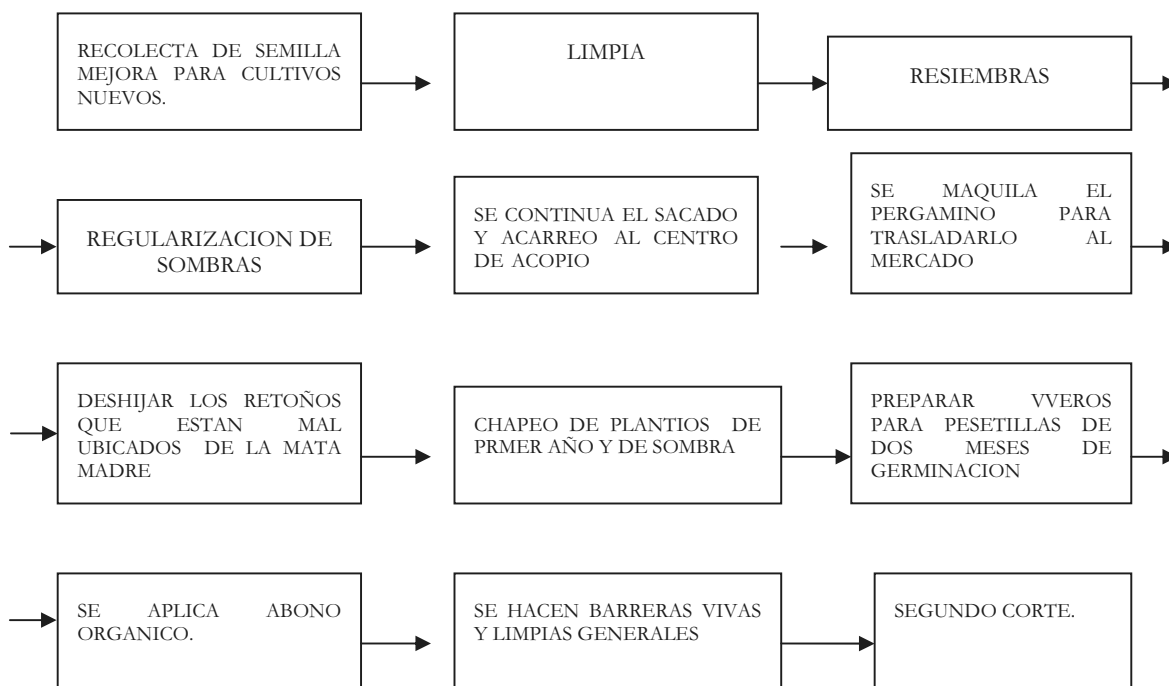 RECOLECTA DE SEMILLA
MEJORA PARA CULTIVOS
NUEVOS.
LIMPIA
RESIEMBRAS
REGULARIZACION DE
SOMBRAS
SE CONTINUA EL SACADO
Y ACARREO AL CENTRO
DE ACOPIO
SE MAQUILA EL
PERGAMINO PARA
TRASLADARLO AL
MERCADO
DESHIJAR LOS RETOÑOS
QUE ESTAN MAL
UBICADOS DE LA MATA
MADRE
CHAPEO DE PLANTIOS DE
PRMER AÑO Y DE SOMBRA
PREPARAR VVEROS
PARA PESETILLAS DE
DOS MESES DE
GERMINACION
SE APLICA ABONO
ORGANICO.
SE HACEN BARRERAS VIVAS
Y LIMPIAS GENERALES
SEGUNDO CORTE.